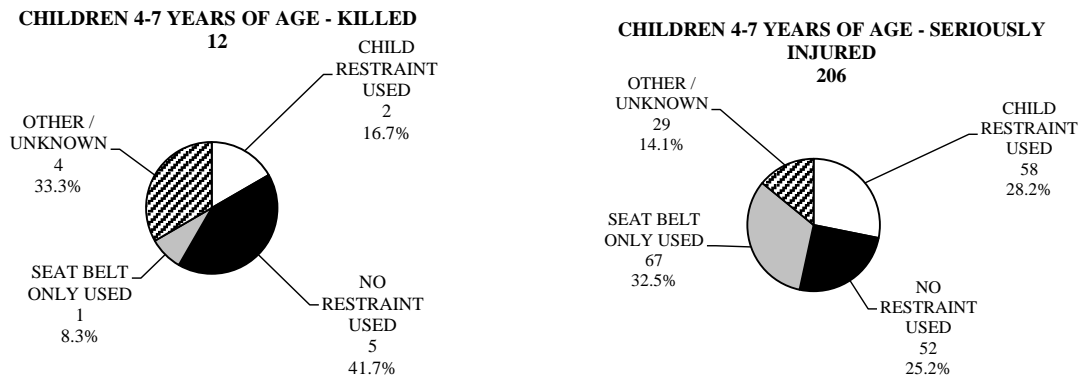 CHILDREN 4-7 YEARS OF AGE - KILLED
12
CHILD
RESTRAINT
USED
2
16.7%
OTHER /
UNKNOWN
4
33.3%
SEAT BELT
ONLY USED
1
8.3%
NO
RESTRAINT
USED
5
41.7%
CHILDREN 4-7 YEARS OF AGE - SERIOUSLY
INJURED
206
OTHER /
UNKNOWN
29
14.1%
CHILD
RESTRAINT
USED
58
28.2%
SEAT BELT
ONLY USED
67
32.5%
NO
RESTRAINT
USED
52
25.2%